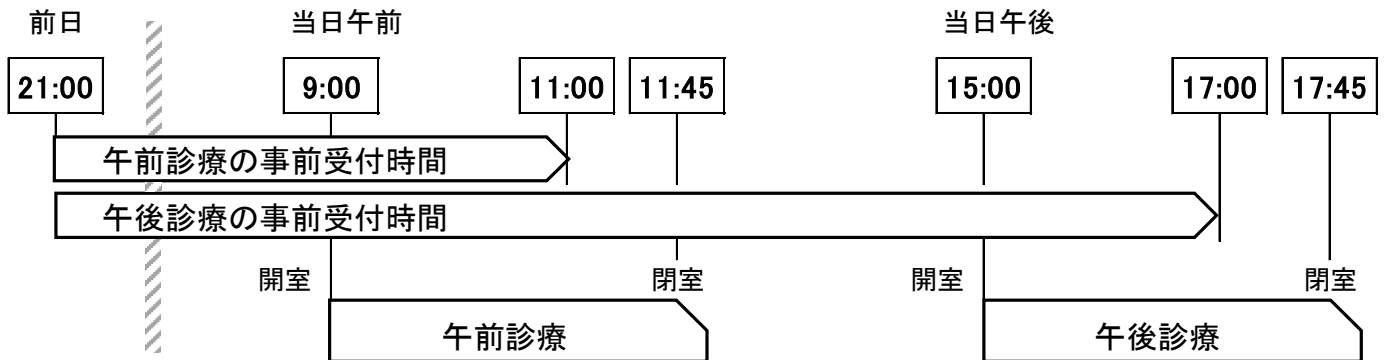 前日 当日午前 当日午後
21:00 9:00 11:00 11:45 15:00 17:00 17:45
午前診療の事前受付時間
午後診療の事前受付時間
開室 閉室 開室 閉室
午前診療 午後診療